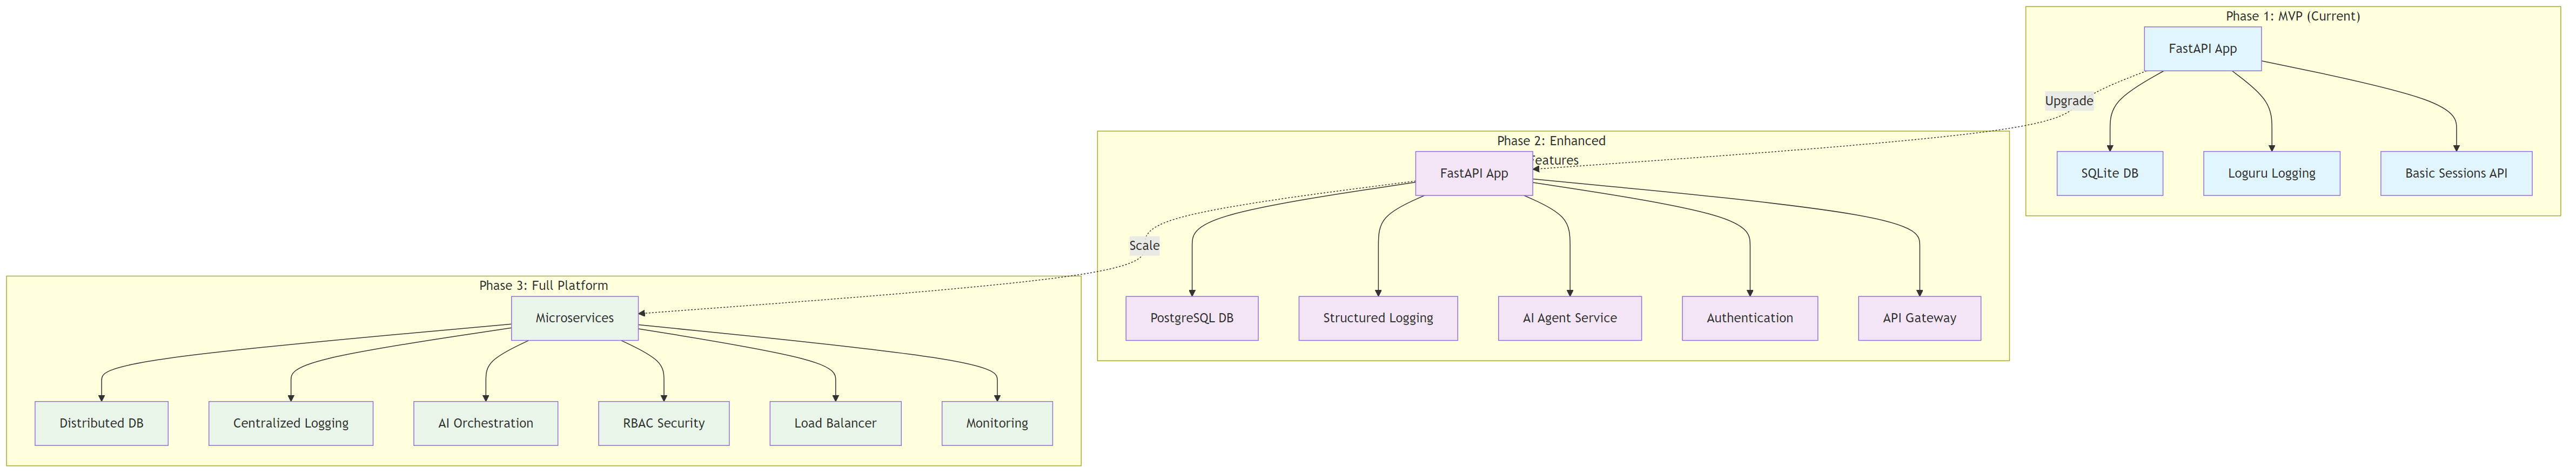 Phase 1: MVP (Current)
FastAPI App
Upgrade
SQLite DB
Loguru Logging
Basic Sessions API
Phase 2: Enhanced
eatures
FastAPI App
Scale
PostgreSQL DB
Structured Logging
AI Agent Service
Authentication
API Gateway
Phase 3: Full Platform
Microservices
Distributed DB
Centralized Logging
AI Orchestration
RBAC Security
Load Balancer
Monitoring